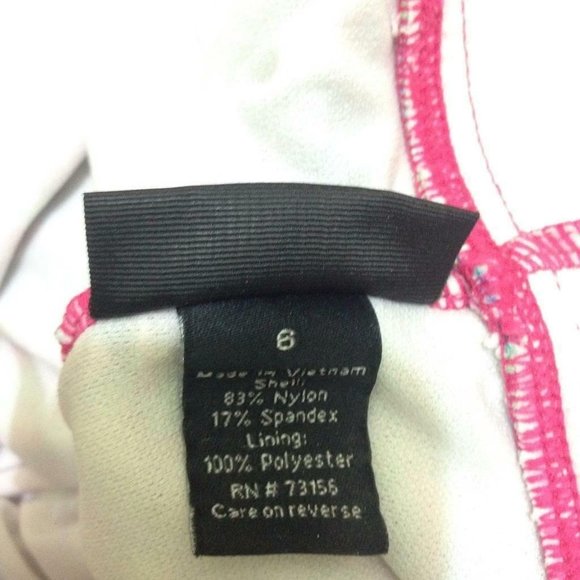 6
Made in Vietnam
Shell:
83% Nylon
17% Spandex
Lining:
100% Polyester
RN # 73156
Care on reverse